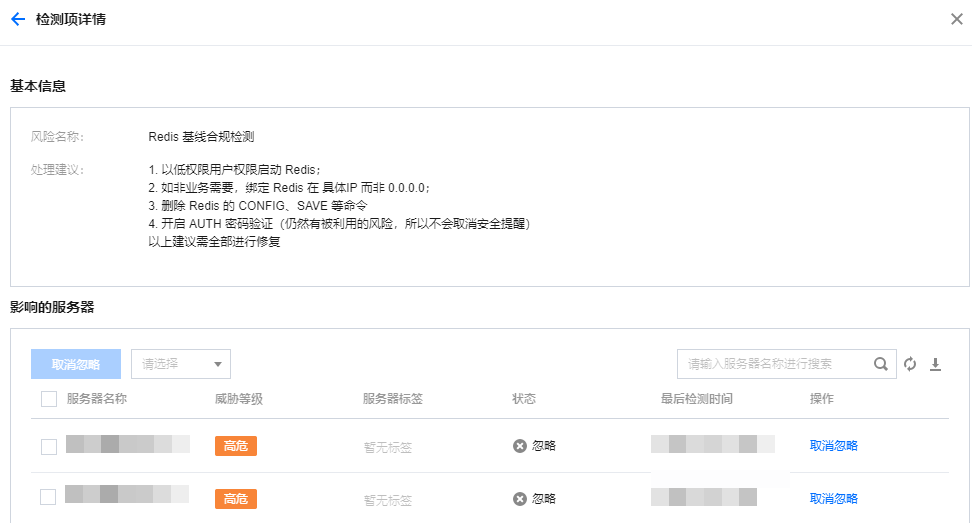 检测项详情
基本信息
风险名称： Redis 基线合规检测
处理建议： 1. 以低权限用户权限启动 Redis；
2. 如非业务需要，绑定 Redis 在 具体IP 而非 0.0.0.0；
3. 删除 Redis 的 CONFIG、SAVE 等命令
4. 开启 AUTH 密码验证（仍然有被利用的风险，所以不会取消安全提醒）
以上建议需全部进行修复
影响的服务器
取消忽略 请选择 请输入服务器名称进行搜索
服务器名称 威胁等级 服务器标签 状态 最后检测时间 操作
高危 暂无标签 忽略 取消忽略
高危 暂无标签 忽略 取消忽略